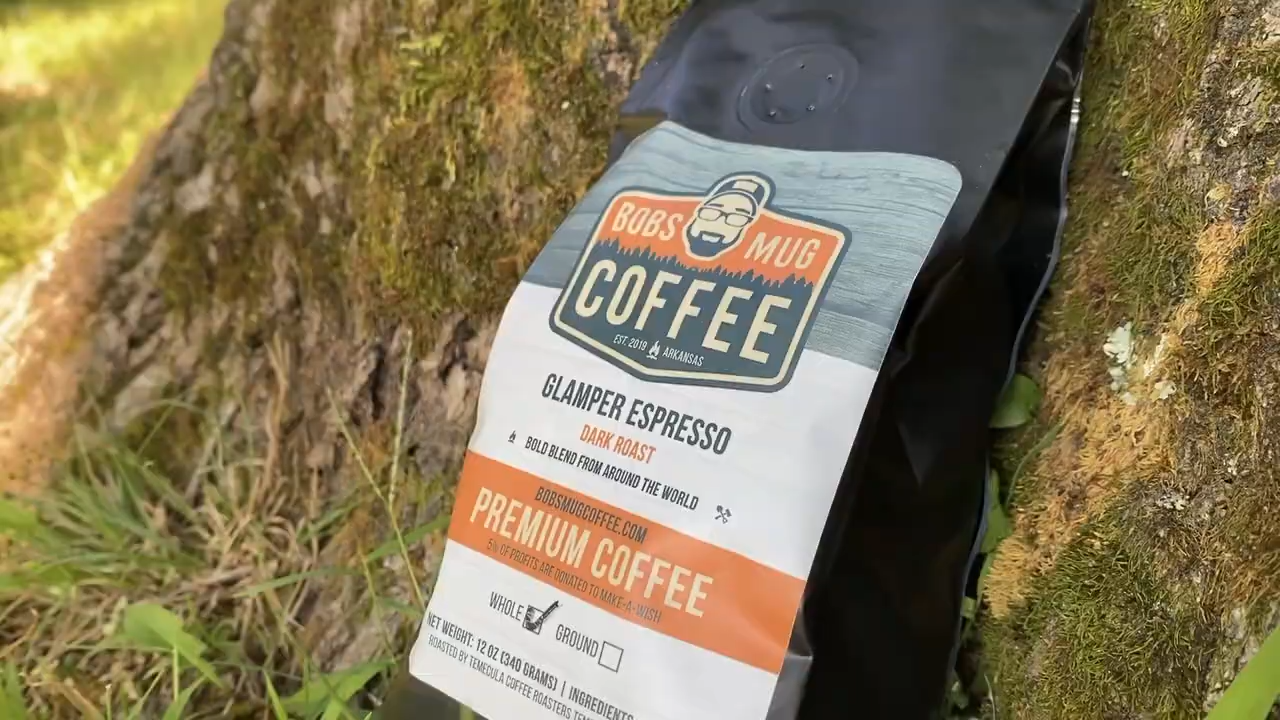 BOBS MUG
COFFEE
EST. 2019 ARKANSAS
GLAMPER ESPRESSO
DARK ROAST
BOLD BLEND FROM AROUND THE WORLD
BOBSMUGCOFFEE.COM
PREMIUM COFFEE
5% OF PROFITS ARE DONATED TO MAKE-A-WISH
WHOLE GROUND
NET WEIGHT: 12 OZ (340 GRAMS) | INGREDIENTS
ROASTED BY TEMECULA COFFEE ROASTERS TEM